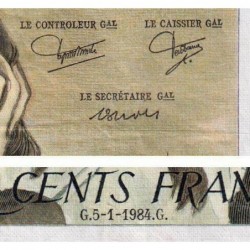 LE CONTROLEUR GAL LE CAISSIER GAL
LE SECRÉTAIRE GAL
CENTS FRAN
G.5-1-1984.G.